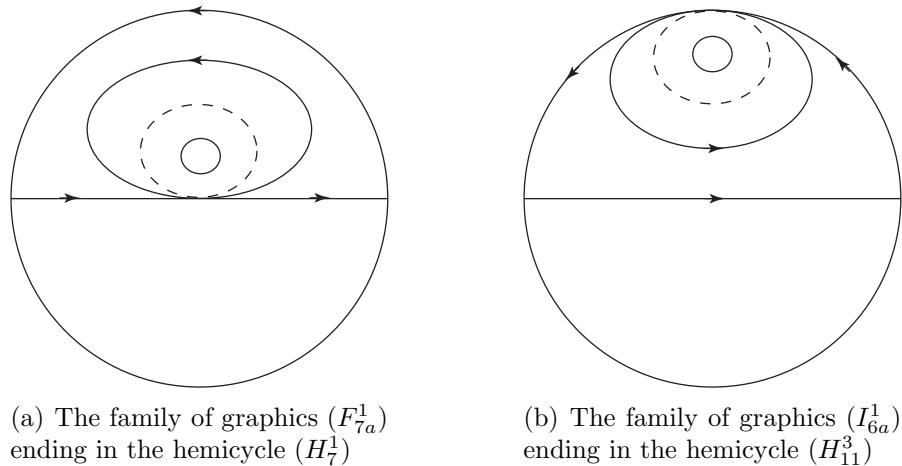 (a) The family of graphics (F^1_{7a})
ending in the hemicycle (H^1_7)
(b) The family of graphics (I^1_{6a})
ending in the hemicycle (H^3_{11})